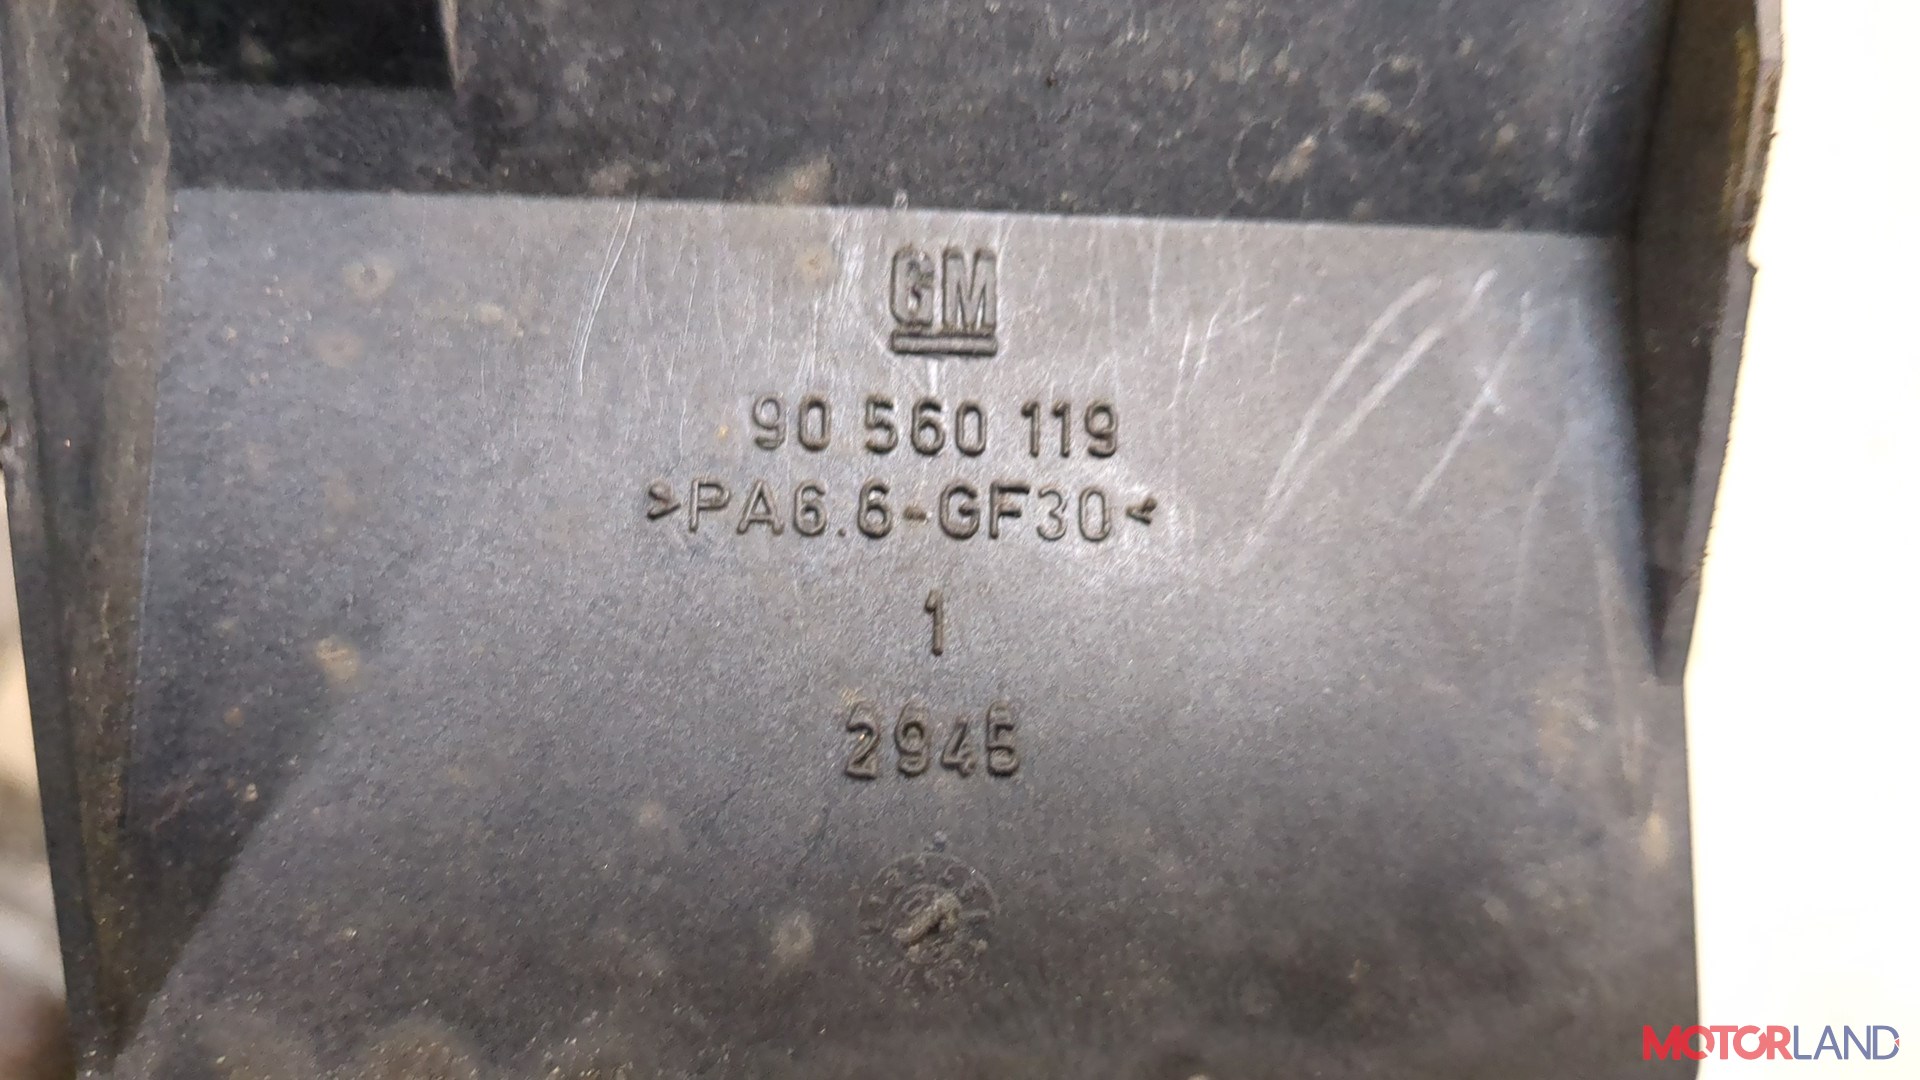 GM
90 560 119
>PA6.6-GF30<
1
2945
MOTORLAND